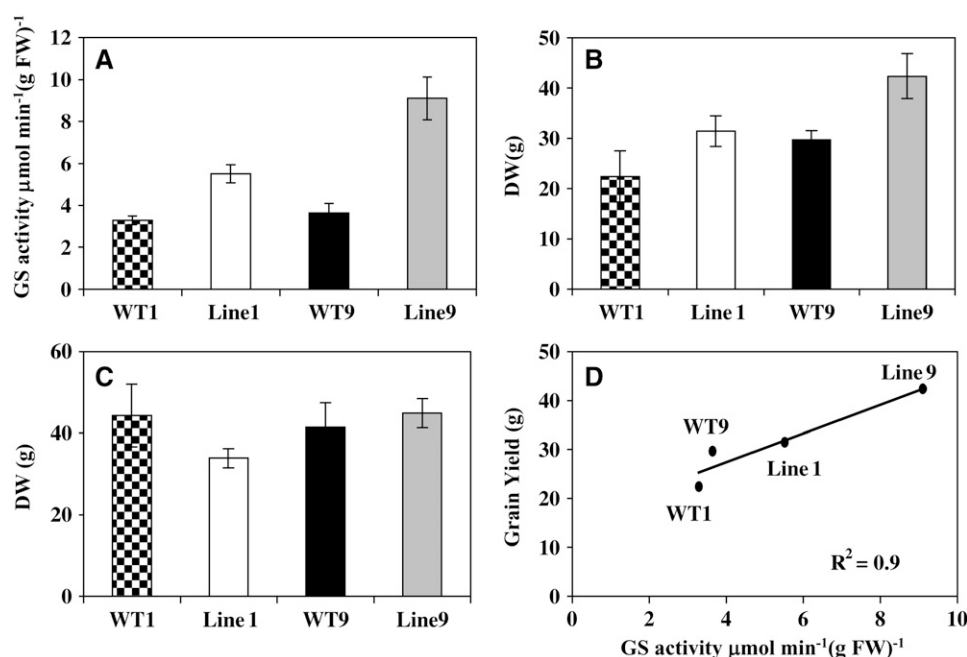 A
GS activity μmol min⁻¹(g FW)⁻¹
12
10
8
6
4
2
0
WT1 Line1 WT9 Line9
B
DW(g)
50
40
30
20
10
0
WT1 Line 1 WT9 Line9
C
DW (g)
60
40
20
0
WT1 Line 1 WT9 Line9
D
Grain Yield (g)
50
40
30
20
10
0
Line 9
WT9
Line 1
WT1
R² = 0.9
0 2 4 6 8 10
GS activity μmol min⁻¹(g FW)⁻¹